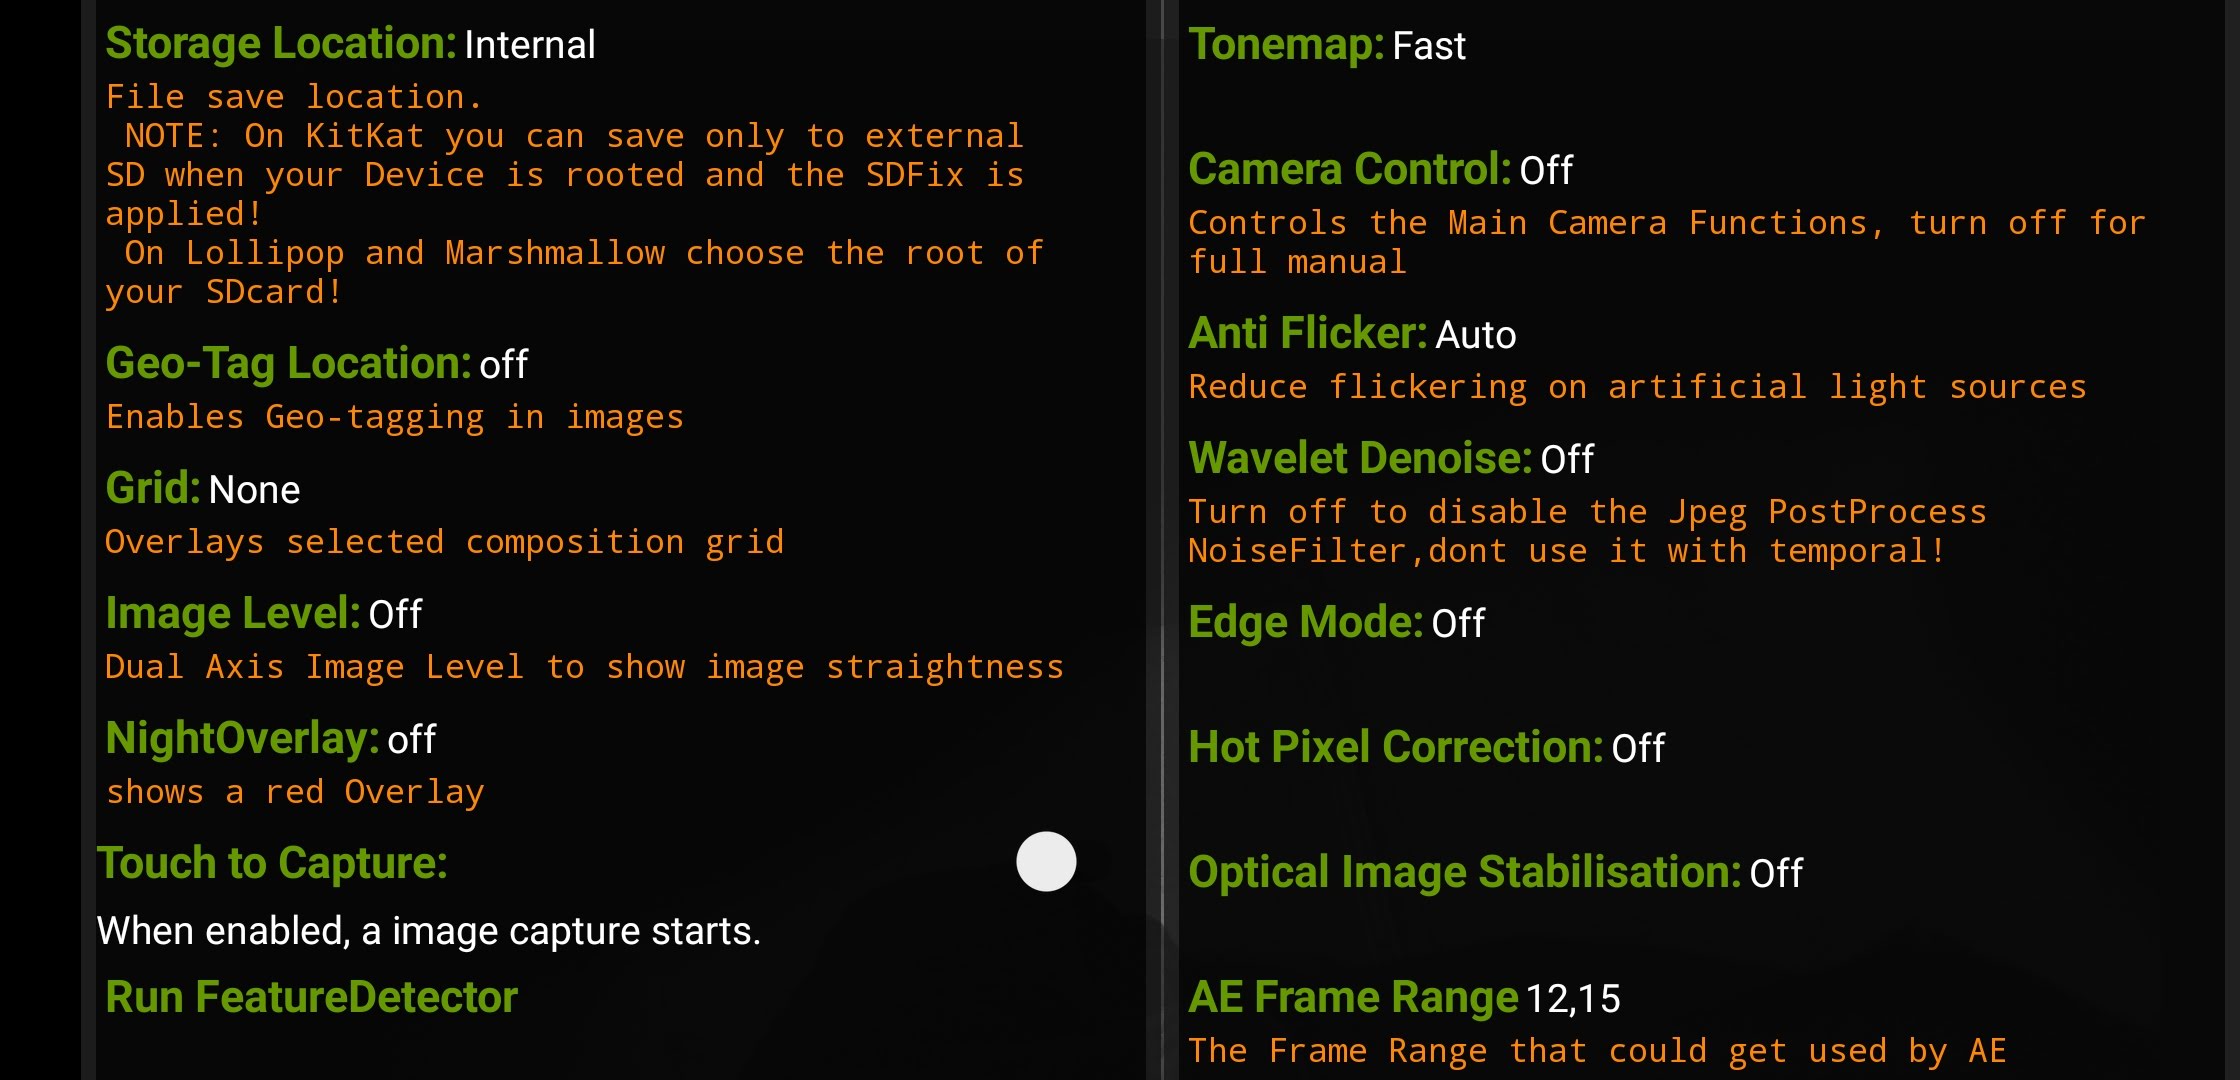 Storage Location: Internal
File save location.
NOTE: On KitKat you can save only to external
SD when your Device is rooted and the SDFix is
applied!
On Lollipop and Marshmallow choose the root of
your SDcard!
Geo-Tag Location: off
Enables Geo-tagging in images
Grid: None
Overlays selected composition grid
Image Level: Off
Dual Axis Image Level to show image straightness
NightOverlay: off
shows a red Overlay
Touch to Capture:
When enabled, a image capture starts.
Run FeatureDetector
Tonemap: Fast
Camera Control: Off
Controls the Main Camera Functions, turn off for
full manual
Anti Flicker: Auto
Reduce flickering on artificial light sources
Wavelet Denoise: Off
Turn off to disable the Jpeg PostProcess
NoiseFilter,dont use it with temporal!
Edge Mode: Off
Hot Pixel Correction: Off
Optical Image Stabilisation: Off
AE Frame Range 12,15
The Frame Range that could get used by AE